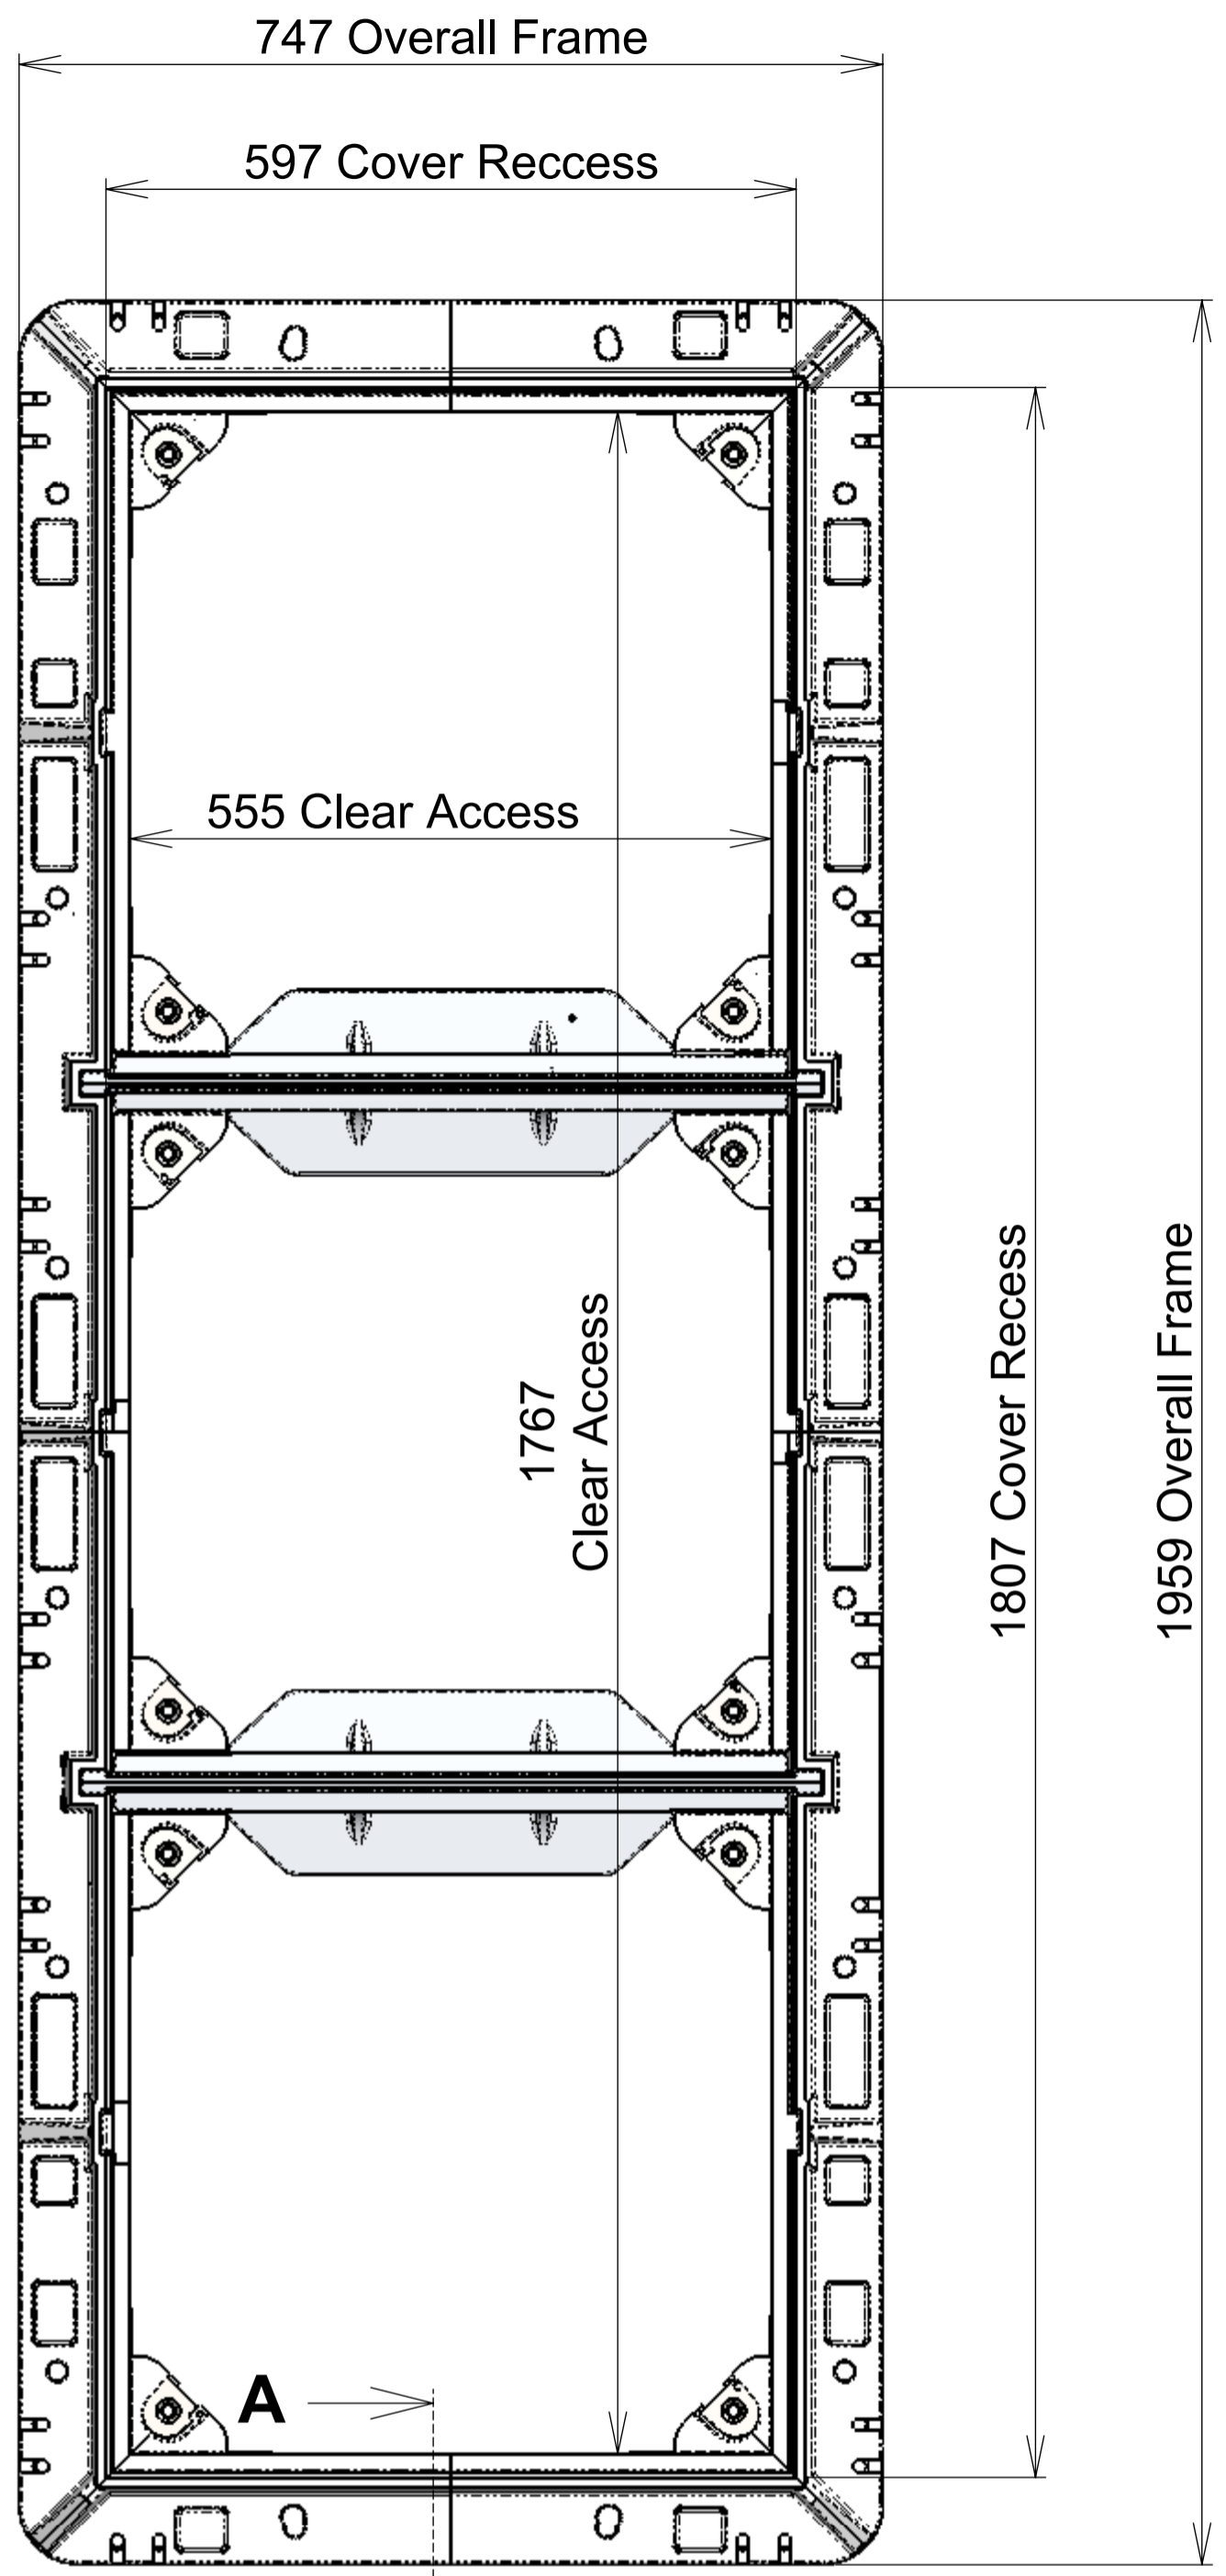 747 Overall Frame
597 Cover Reccess
555 Clear Access
1767
Clear Access
1807 Cover Recess
1959 Overall Frame
A